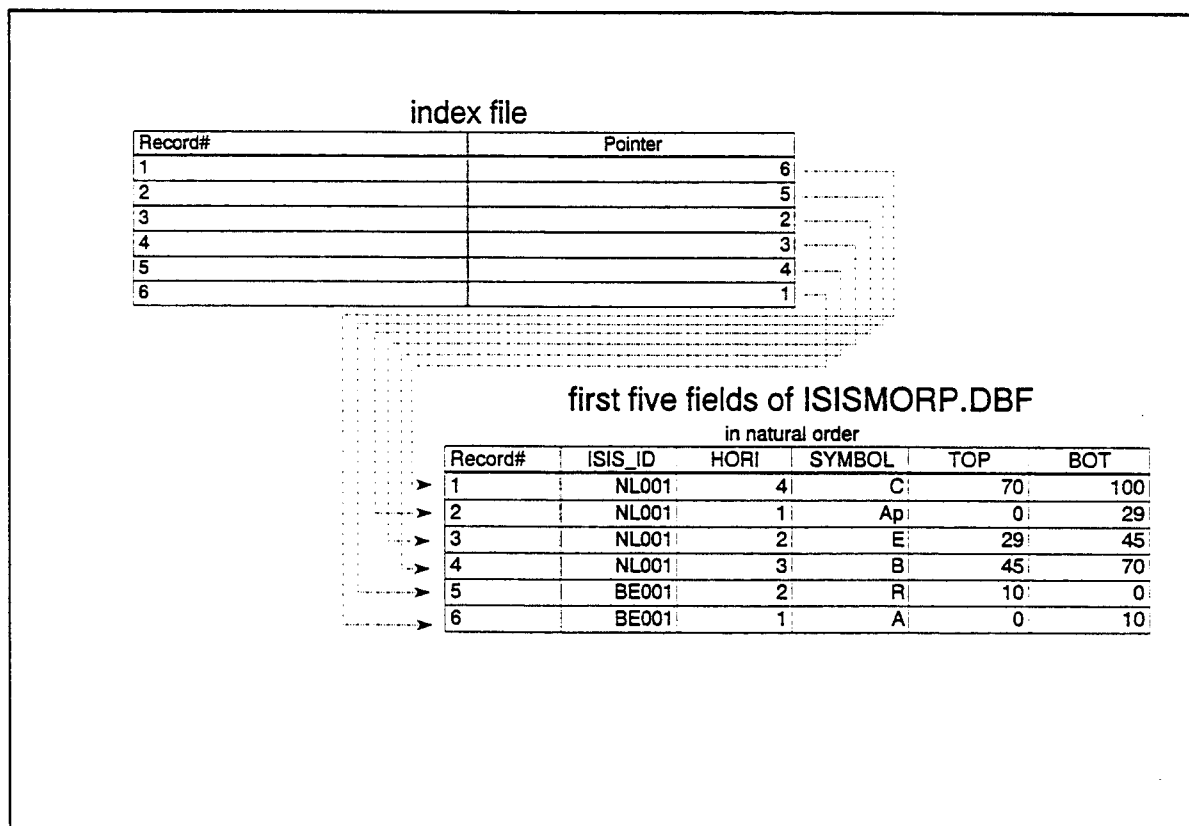 index file
Record# Pointer
1 6
2 5
3 2
4 3
5 4
6 1
first five fields of ISISMORP.DBF
in natural order
Record# ISIS_ID HORI SYMBOL TOP BOT
1 NL001 4 C 70 100
2 NL001 1 Ap 0 29
3 NL001 2 E 29 45
4 NL001 3 B 45 70
5 BE001 2 R 10 0
6 BE001 1 A 0 10